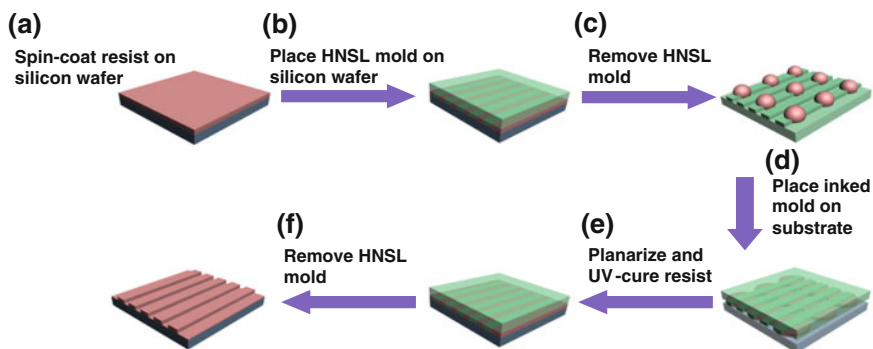 (a)
Spin-coat resist on
silicon wafer
(b)
Place HNSL mold on
silicon wafer
(c)
Remove HNSL
mold
(d)
Place inked
mold on
substrate
(e)
Planarize and
UV-cure resist
(f)
Remove HNSL
mold